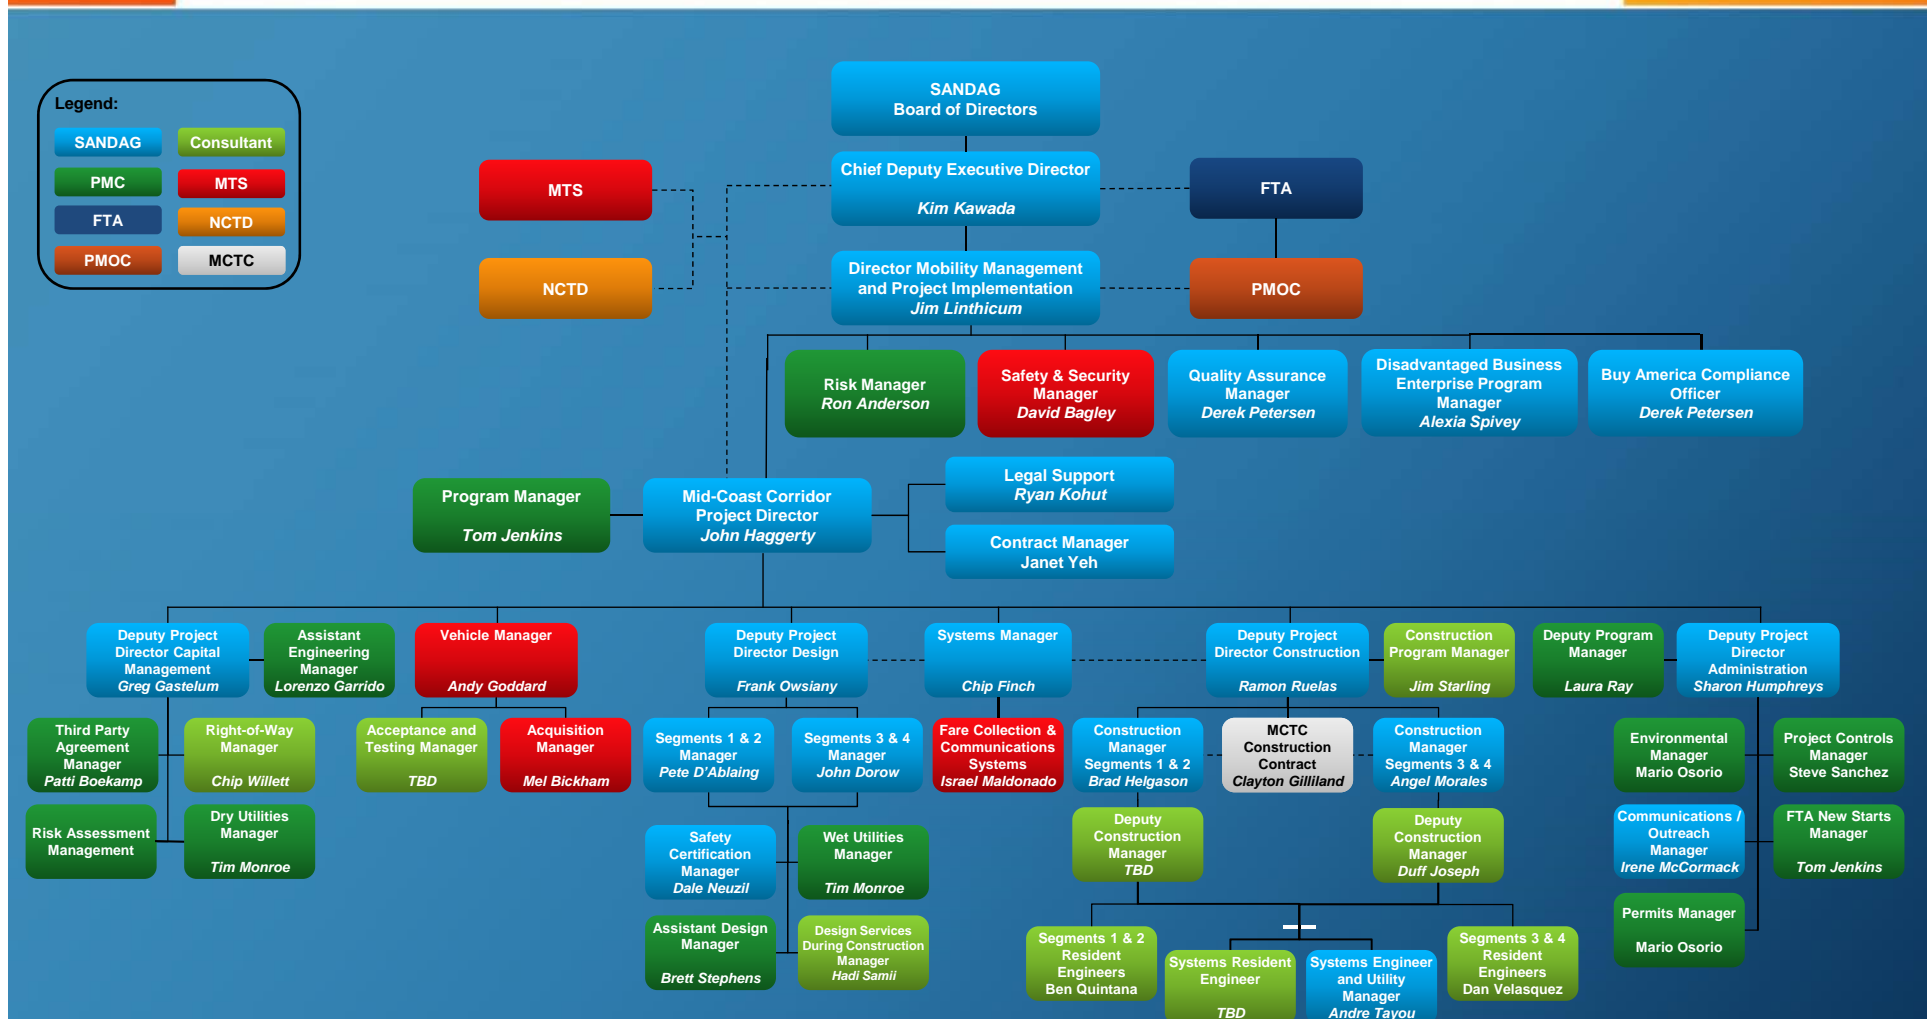 Legend:
SANDAG
Consultant
PMC
MTS
FTA
NCTD
PMOC
MCTC
SANDAG
Board of Directors
Chief Deputy Executive Director
Kim Kawada
MTS
FTA
NCTD
Director Mobility Management
and Project Implementation
Jim Linthicum
PMOC
Risk Manager
Ron Anderson
Safety & Security
Manager
David Bagley
Quality Assurance
Manager
Derek Petersen
Disadvantaged Business
Enterprise Program
Manager
Alexia Spivey
Buy America Compliance
Officer
Derek Petersen
Program Manager
Tom Jenkins
Mid-Coast Corridor
Project Director
John Haggerty
Legal Support
Ryan Kohut
Contract Manager
Janet Yeh
Deputy Project
Director Capital
Management
Greg Gastelum
Assistant
Engineering
Manager
Lorenzo Garrido
Vehicle Manager
Andy Goddard
Deputy Project
Director Design
Frank Owsiany
Systems Manager
Chip Finch
Deputy Project
Director Construction
Ramon Ruelas
Construction
Program Manager
Jim Starling
Deputy Program
Manager
Laura Ray
Deputy Project
Director
Administration
Sharon Humphreys
Third Party
Agreement
Manager
Patti Boekamp
Right-of-Way
Manager
Chip Willett
Acceptance and
Testing Manager
TBD
Acquisition
Manager
Mel Bickham
Segments 1 & 2
Manager
Pete D'Ablaing
Segments 3 & 4
Manager
John Dorow
Fare Collection &
Communications
Systems
Israel Maldonado
Construction
Manager
Segments 1 & 2
Brad Helgason
MCTC
Construction
Contract
Clayton Gilliland
Construction
Manager
Segments 3 & 4
Angel Morales
Environmental
Manager
Mario Osorio
Project Controls
Manager
Steve Sanchez
Risk Assessment
Management
Dry Utilities
Manager
Tim Monroe
Safety
Certification
Manager
Dale Neuzil
Wet Utilities
Manager
Tim Monroe
Deputy
Construction
Manager
TBD
Deputy
Construction
Manager
Duff Joseph
Communications /
Outreach
Manager
Irene McCormack
FTA New Starts
Manager
Tom Jenkins
Assistant Design
Manager
Brett Stephens
Design Services
During Construction
Manager
Hadi Samii
Segments 1 & 2
Resident
Engineers
Ben Quintana
Systems Resident
Engineer
TBD
Systems Engineer
and Utility
Manager
Andre Tayou
Segments 3 & 4
Resident
Engineers
Dan Velasquez
Permits Manager
Mario Osorio